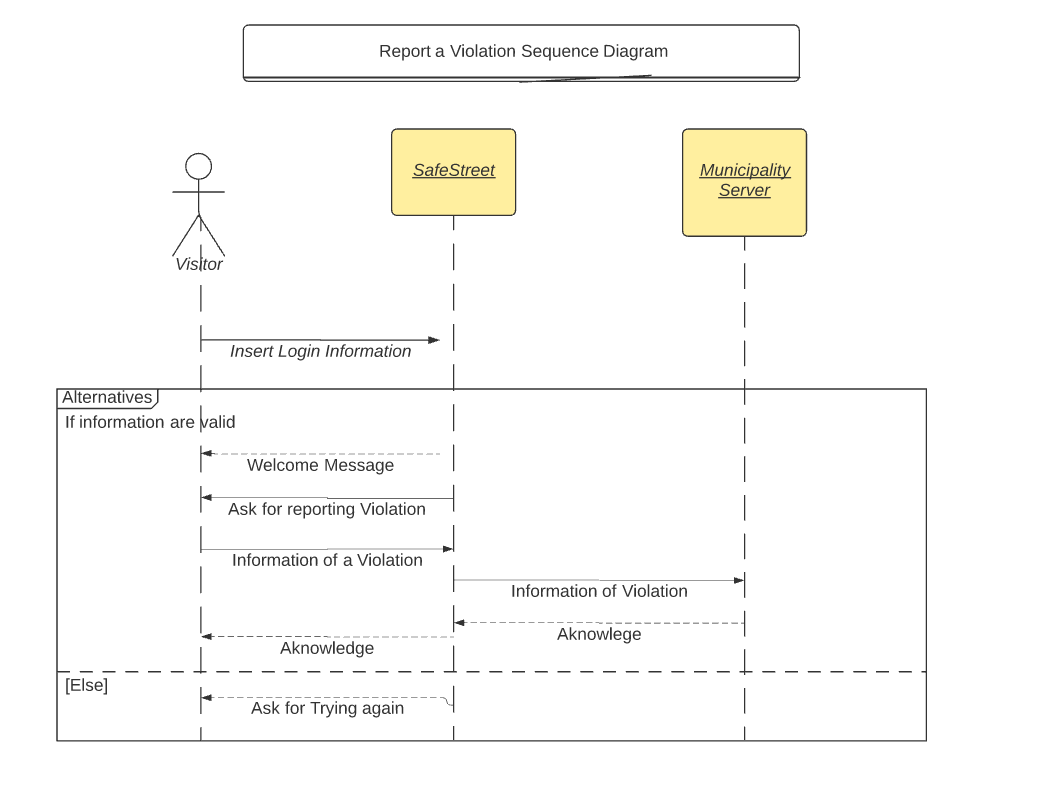 Report a Violation Sequence Diagram
SafeStreet
Municipality
Server
Visitor
Insert Login Information
Alternatives
If information are valid
Welcome Message
Ask for reporting Violation
Information of a Violation
Information of Violation
Aknowlege
Aknowledge
[Else]
Ask for Trying again